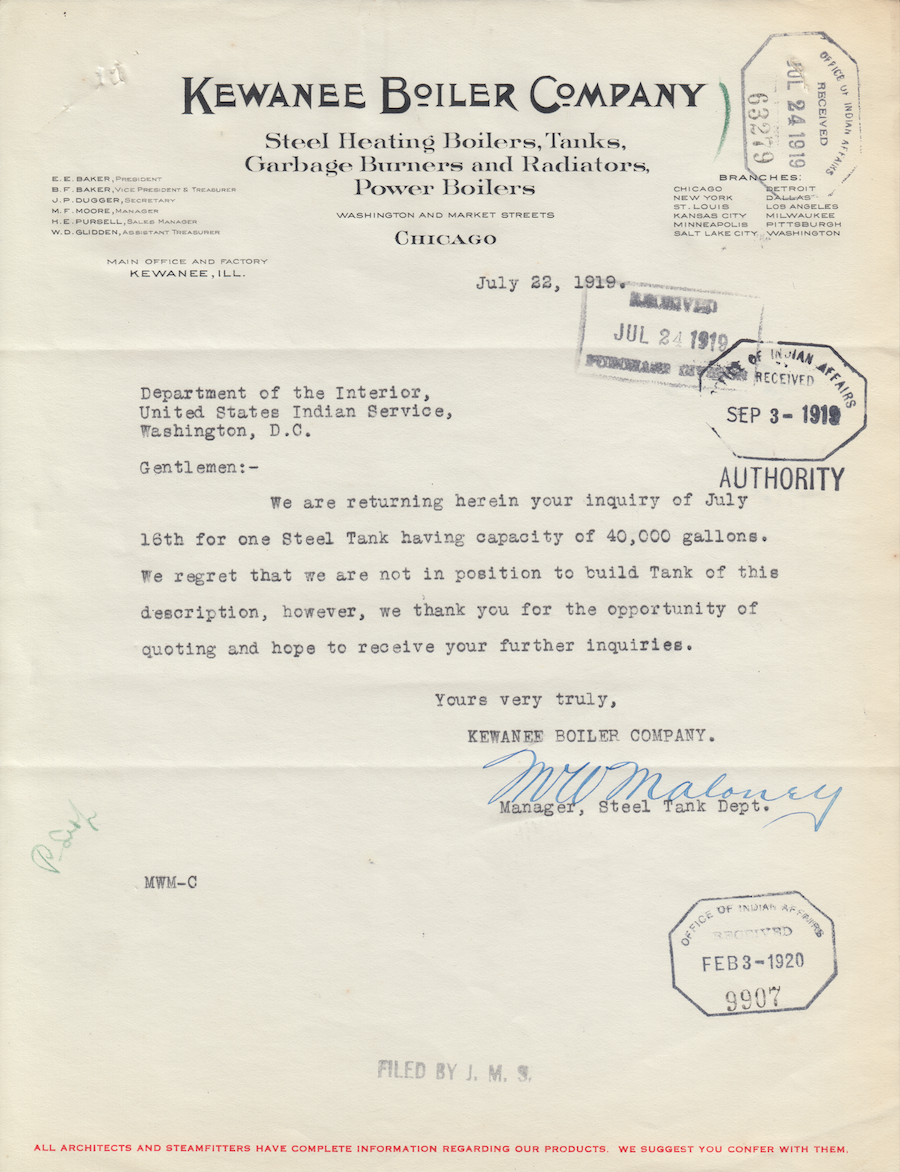 KEWANEE BOILER COMPANY
Steel Heating Boilers, Tanks,
Garbage Burners and Radiators,
Power Boilers
WASHINGTON AND MARKET STREETS
CHICAGO
E. E. BAKER, PRESIDENT
B. F. BAKER, VICE PRESIDENT & TREASURER
J. P. DUGGER, SECRETARY
M. F. MOORE, MANAGER
H. E. PURSELL, SALES MANAGER
W. D. GLIDDEN, ASSISTANT TREASURER
MAIN OFFICE AND FACTORY
KEWANEE, ILL.
BRANCHES:
CHICAGO DETROIT
NEW YORK DALLAS
ST. LOUIS LOS ANGELES
KANSAS CITY MILWAUKEE
MINNEAPOLIS PITTSBURGH
SALT LAKE CITY WASHINGTON
OFFICE OF INDIAN AFFAIRS
RECEIVED
JUL 24 1919
63279
July 22, 1919.
RECEIVED
JUL 24 1919
PURCHASE DIVISION
OFFICE OF INDIAN AFFAIRS
RECEIVED
SEP 3- 1919
AUTHORITY
Department of the Interior,
United States Indian Service,
Washington, D.C.
Gentlemen:-
We are returning herein your inquiry of July
16th for one Steel Tank having capacity of 40,000 gallons.
We regret that we are not in position to build Tank of this
description, however, we thank you for the opportunity of
quoting and hope to receive your further inquiries.
Yours very truly,
KEWANEE BOILER COMPANY.
MW Maloney
Manager, Steel Tank Dept.
MWM-C
OFFICE OF INDIAN AFFAIRS
RECEIVED
FEB 3-1920
9907
FILED BY J. M. S.
ALL ARCHITECTS AND STEAMFITTERS HAVE COMPLETE INFORMATION REGARDING OUR PRODUCTS. WE SUGGEST YOU CONFER WITH THEM.